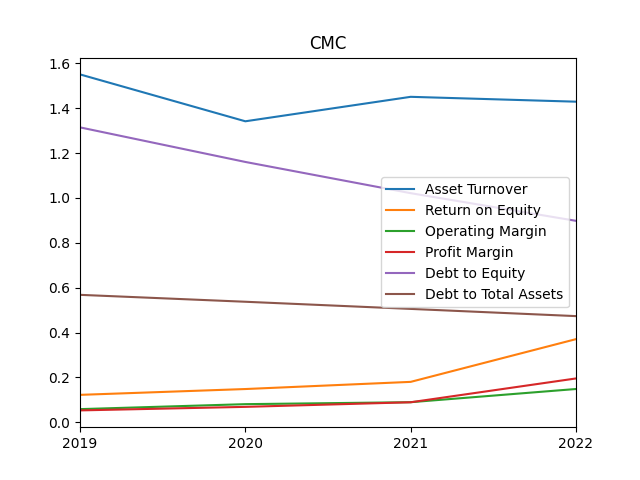 CMC
1.6
1.4
1.2
1.0
0.8
0.6
0.4
0.2
0.0
Asset Turnover
Return on Equity
Operating Margin
Profit Margin
Debt to Equity
Debt to Total Assets
2019 2020 2021 2022